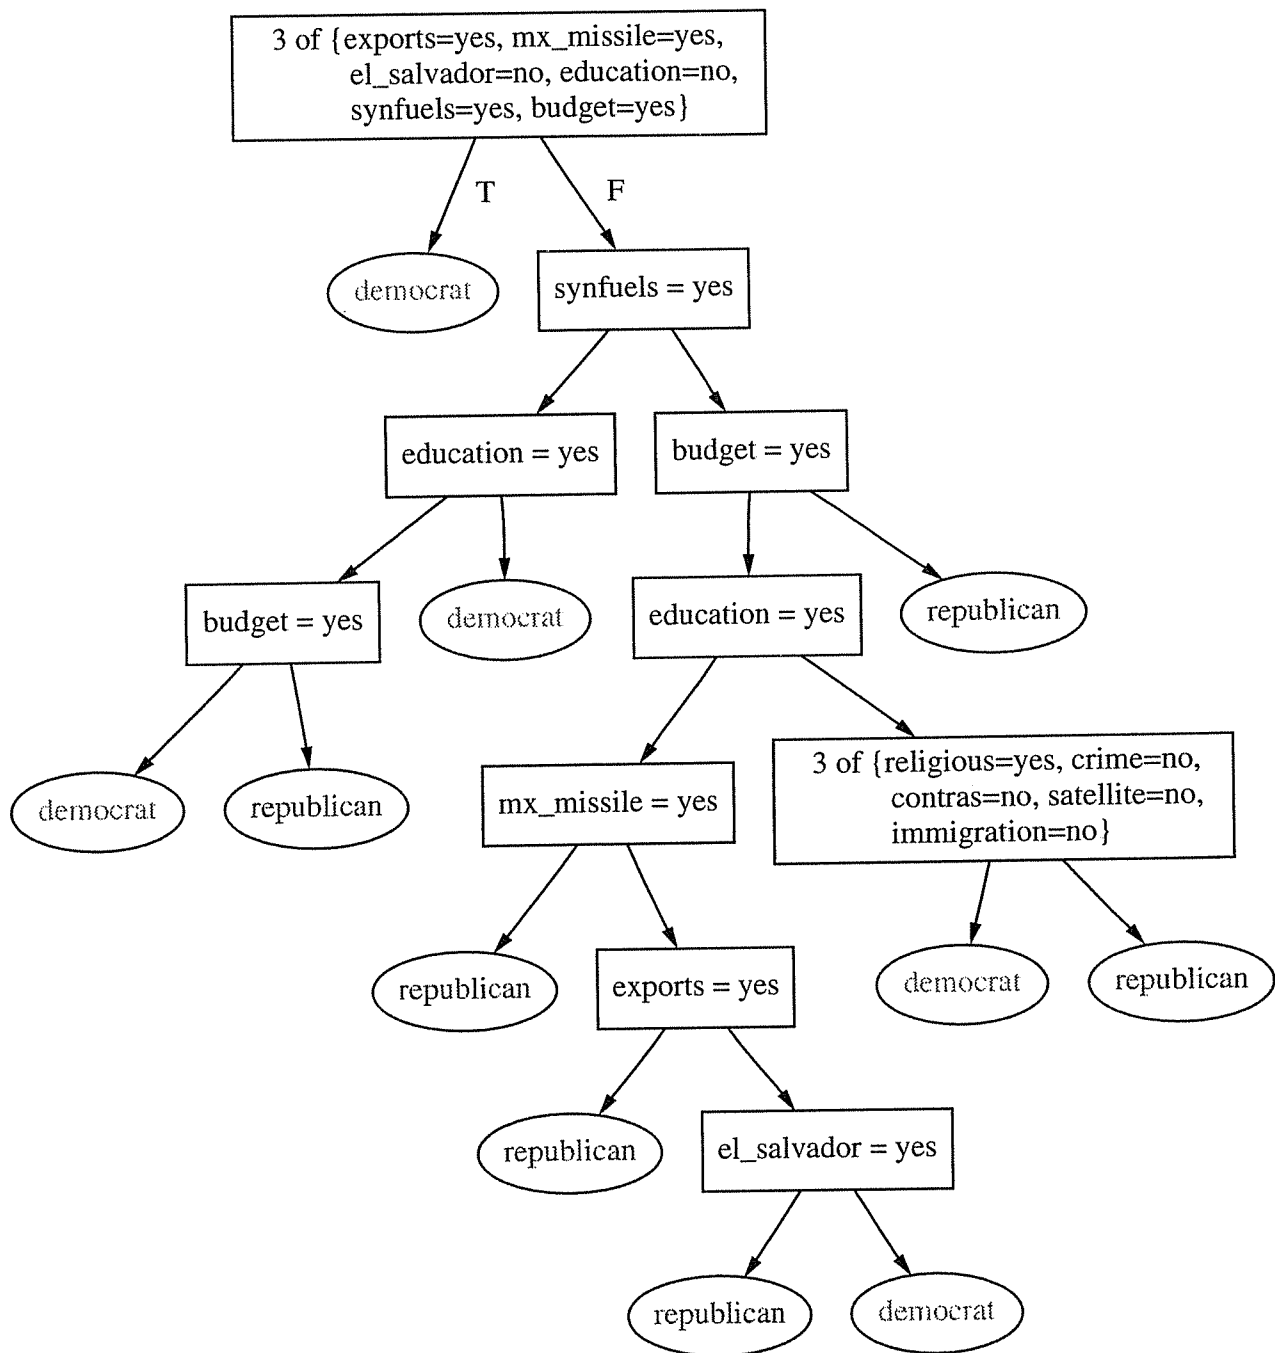 3 of {exports=yes, mx_missile=yes,
el_salvador=no, education=no,
synfuels=yes, budget=yes}
T
F
democrat
synfuels = yes
education = yes
budget = yes
budget = yes
democrat
education = yes
republican
democrat
republican
mx_missile = yes
3 of {religious=yes, crime=no,
contras=no, satellite=no,
immigration=no}
republican
exports = yes
democrat
republican
republican
el_salvador = yes
republican
democrat